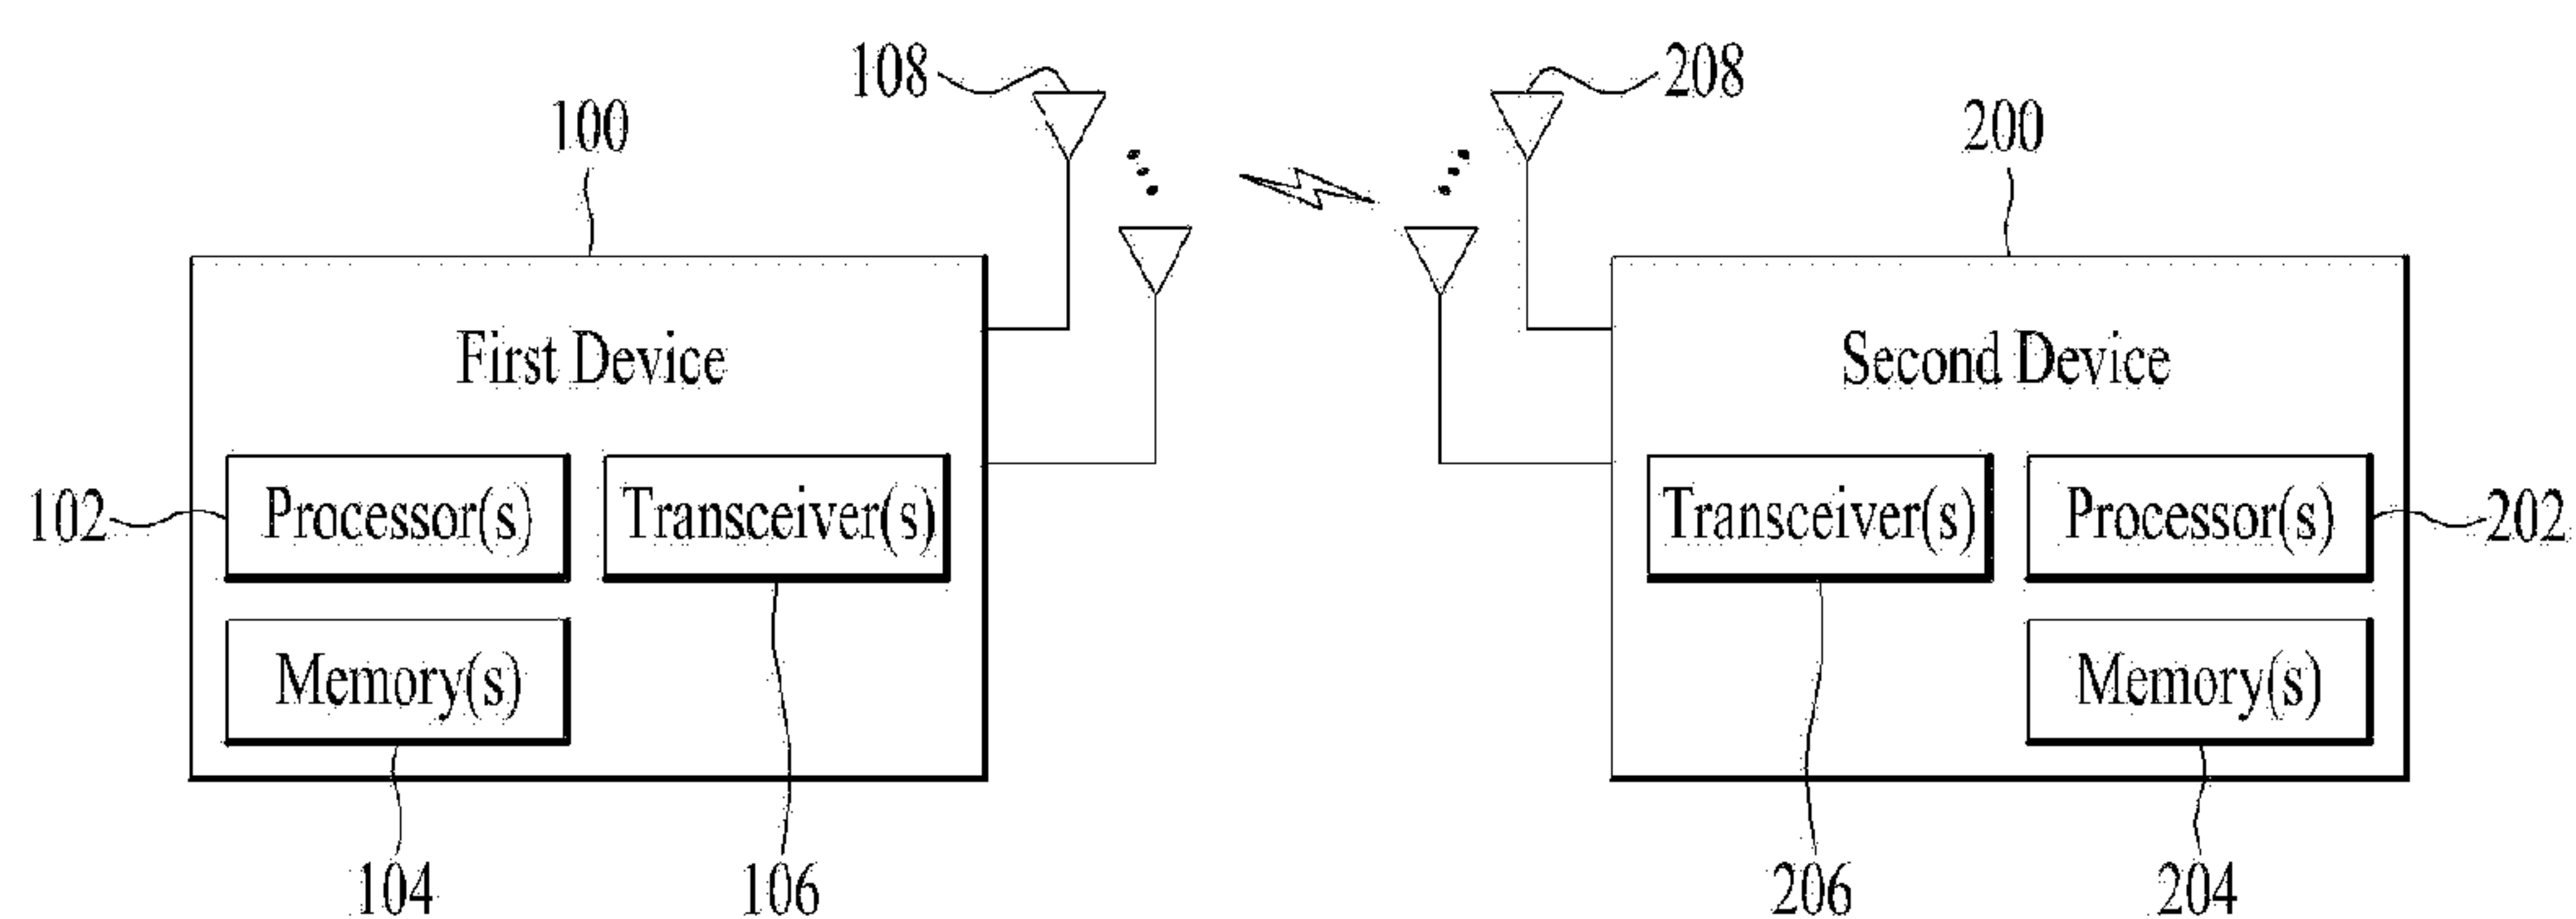 108 208
100 200
First Device Second Device
102 Processor(s) Transceiver(s) Transceiver(s) Processor(s) 202
Memory(s) Memory(s)
104 106 206 204